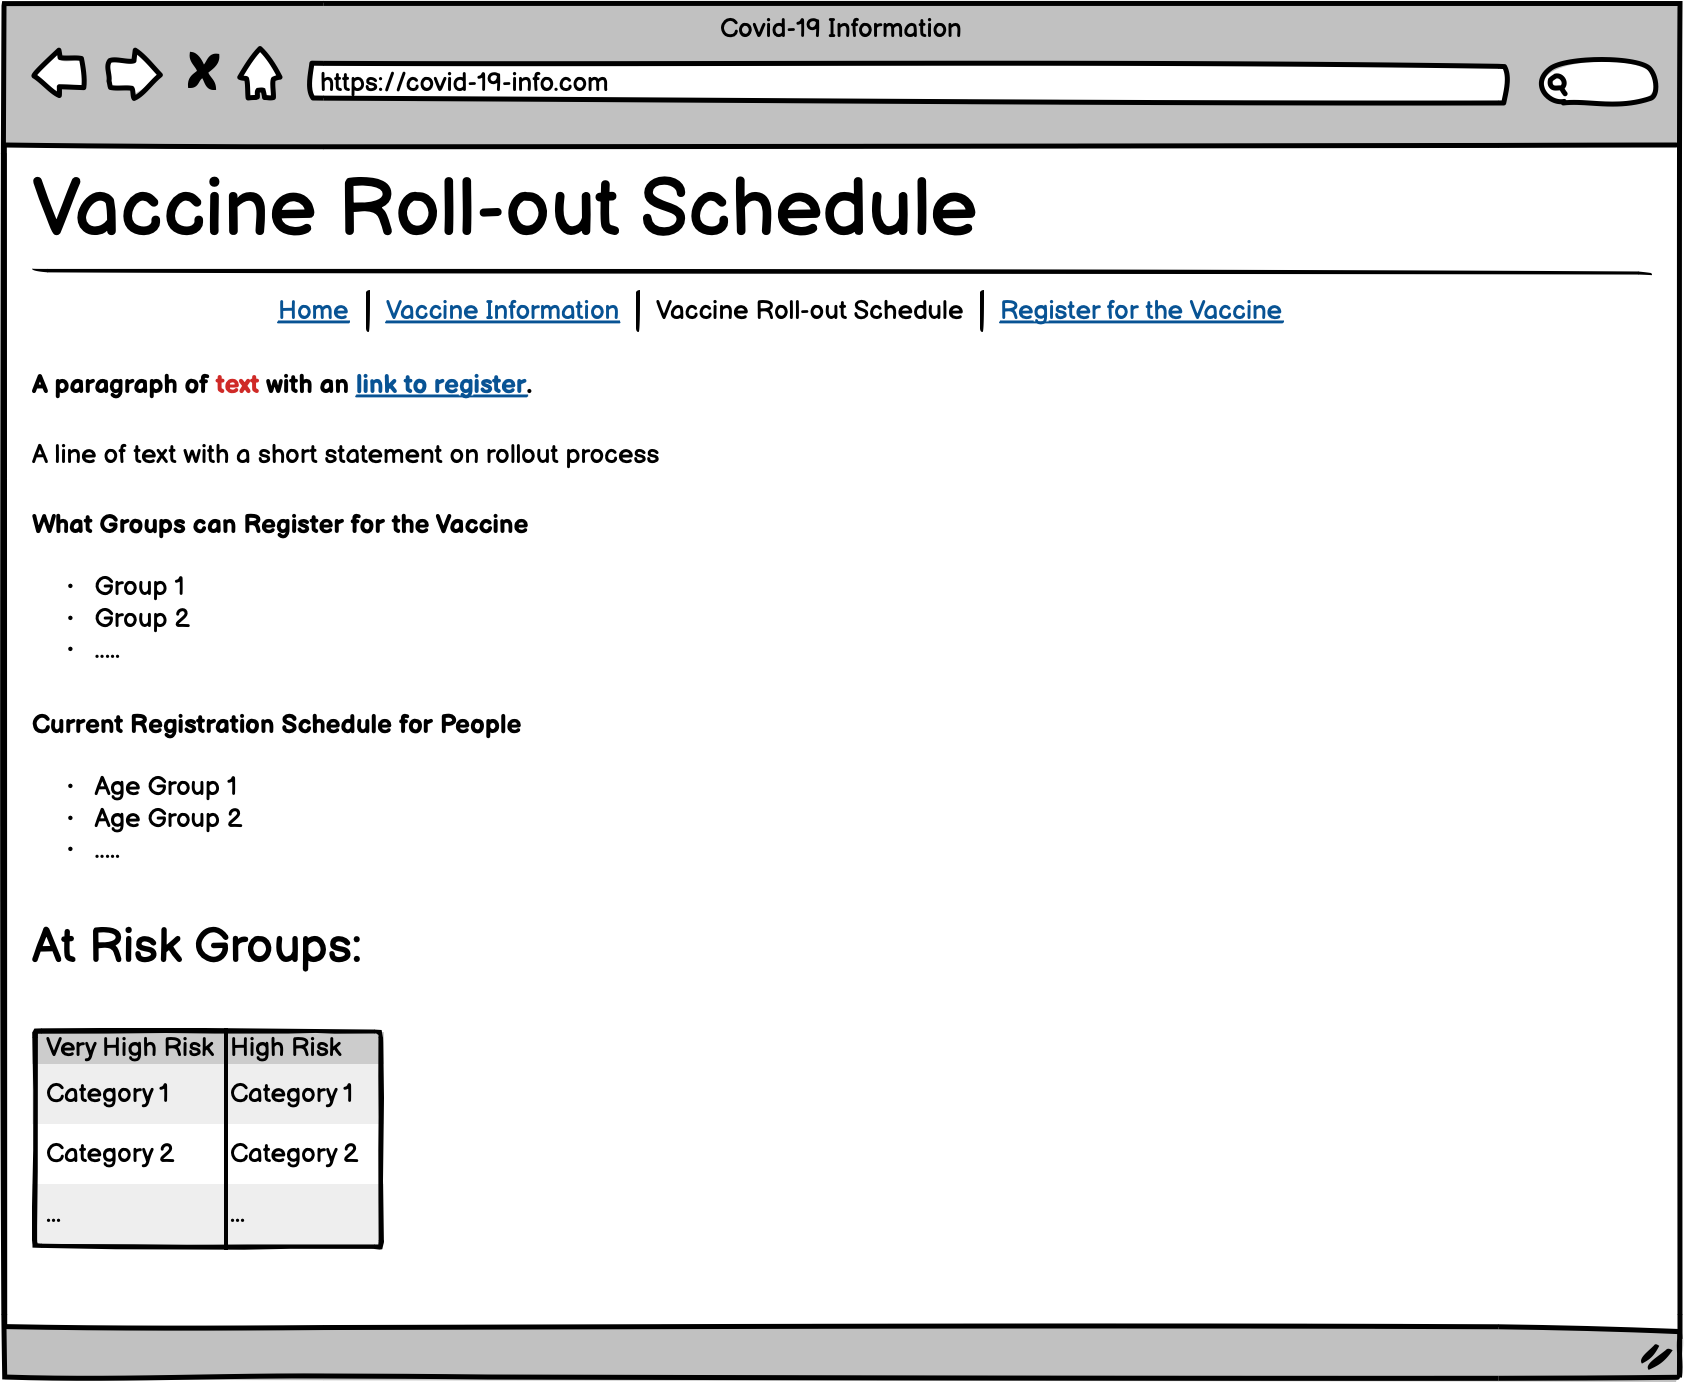 Covid-19 Information
https://covid-19-info.com
Vaccine Roll-out Schedule
Home | Vaccine Information | Vaccine Roll-out Schedule | Register for the Vaccine
A paragraph of text with an link to register.
A line of text with a short statement on rollout process
What Groups can Register for the Vaccine
• Group 1
• Group 2
• .....
Current Registration Schedule for People
• Age Group 1
• Age Group 2
• .....
At Risk Groups:
Very High Risk High Risk
Category 1 Category 1
Category 2 Category 2
... ...